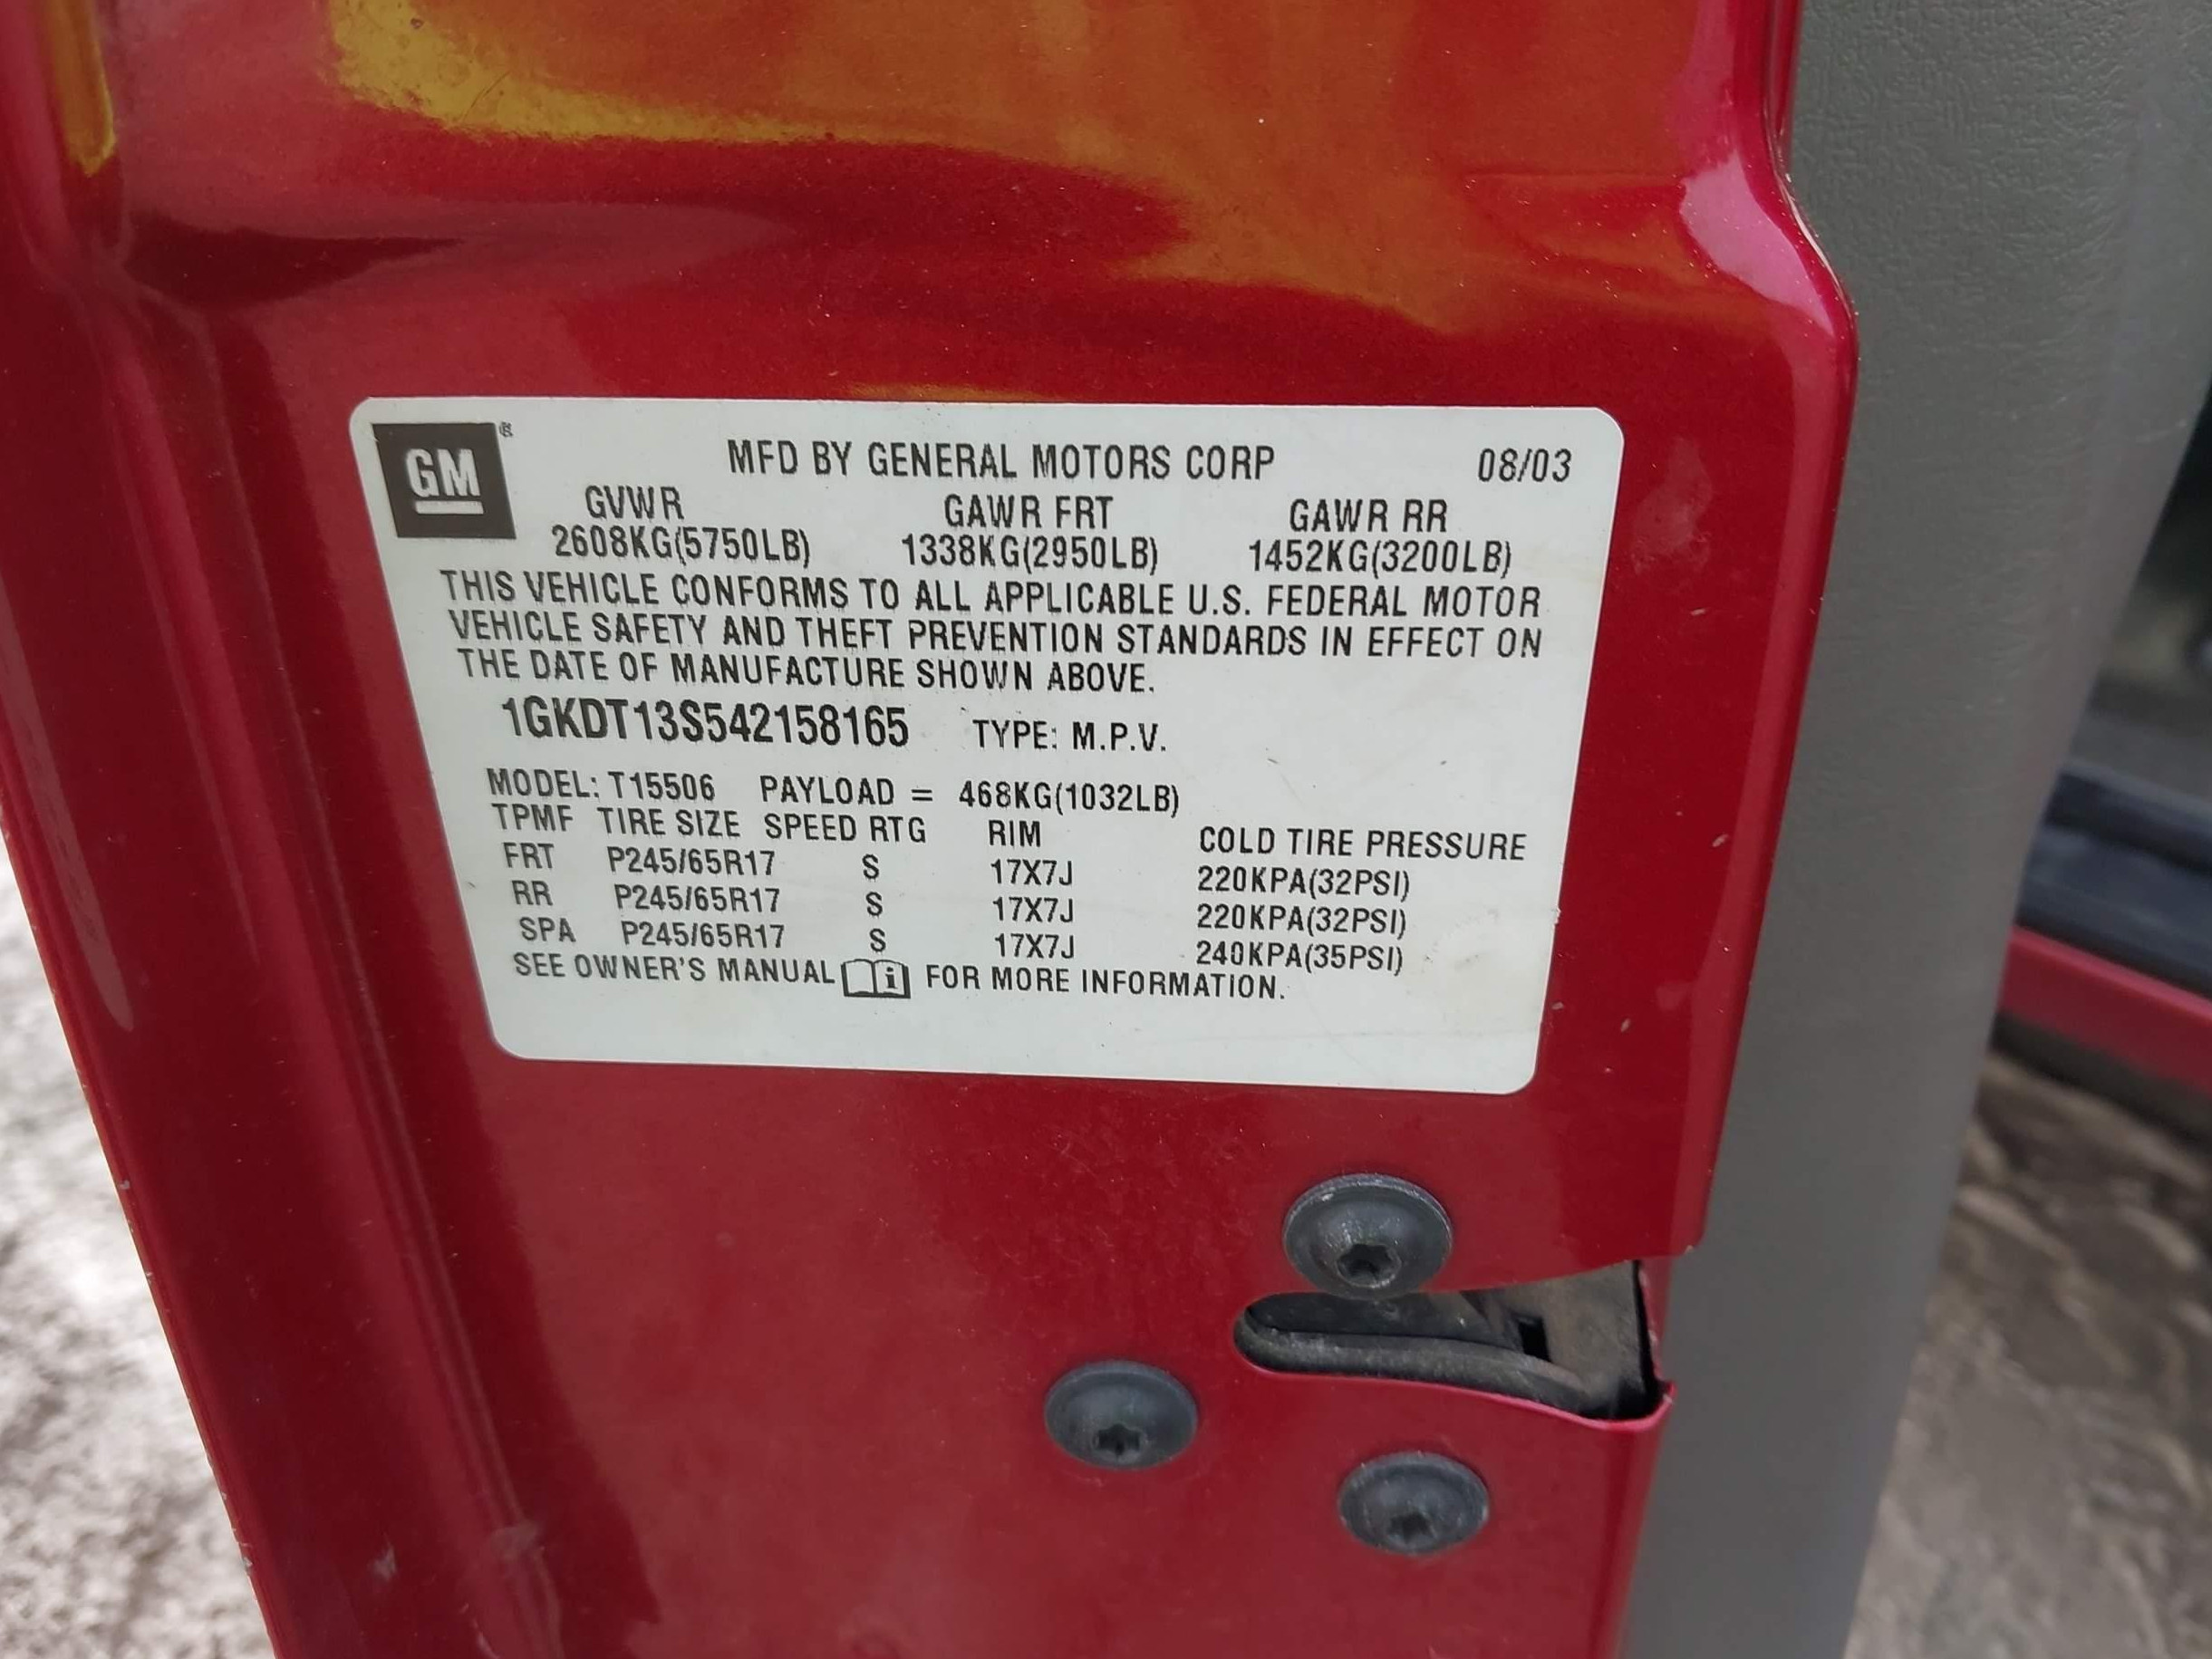 GM ®
MFD BY GENERAL MOTORS CORP 08/03
GVWR GAWR FRT GAWR RR
2608KG(5750LB) 1338KG(2950LB) 1452KG(3200LB)
THIS VEHICLE CONFORMS TO ALL APPLICABLE U.S. FEDERAL MOTOR
VEHICLE SAFETY AND THEFT PREVENTION STANDARDS IN EFFECT ON
THE DATE OF MANUFACTURE SHOWN ABOVE.
1GKDT13S542158165 TYPE: M.P.V.
MODEL: T15506 PAYLOAD = 468KG(1032LB)
TPMF TIRE SIZE SPEED RTG RIM COLD TIRE PRESSURE
FRT P245/65R17 S 17X7J 220KPA(32PSI)
RR P245/65R17 S 17X7J 220KPA(32PSI)
SPA P245/65R17 S 17X7J 240KPA(35PSI)
SEE OWNER'S MANUAL i FOR MORE INFORMATION.